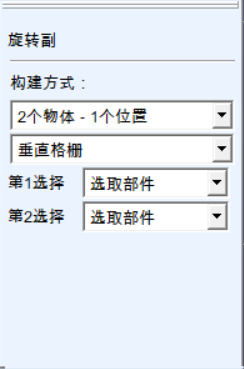 旋转副
构建方式：
2个物体 - 1个位置
垂直格栅
第1选择 选取部件
第2选择 选取部件